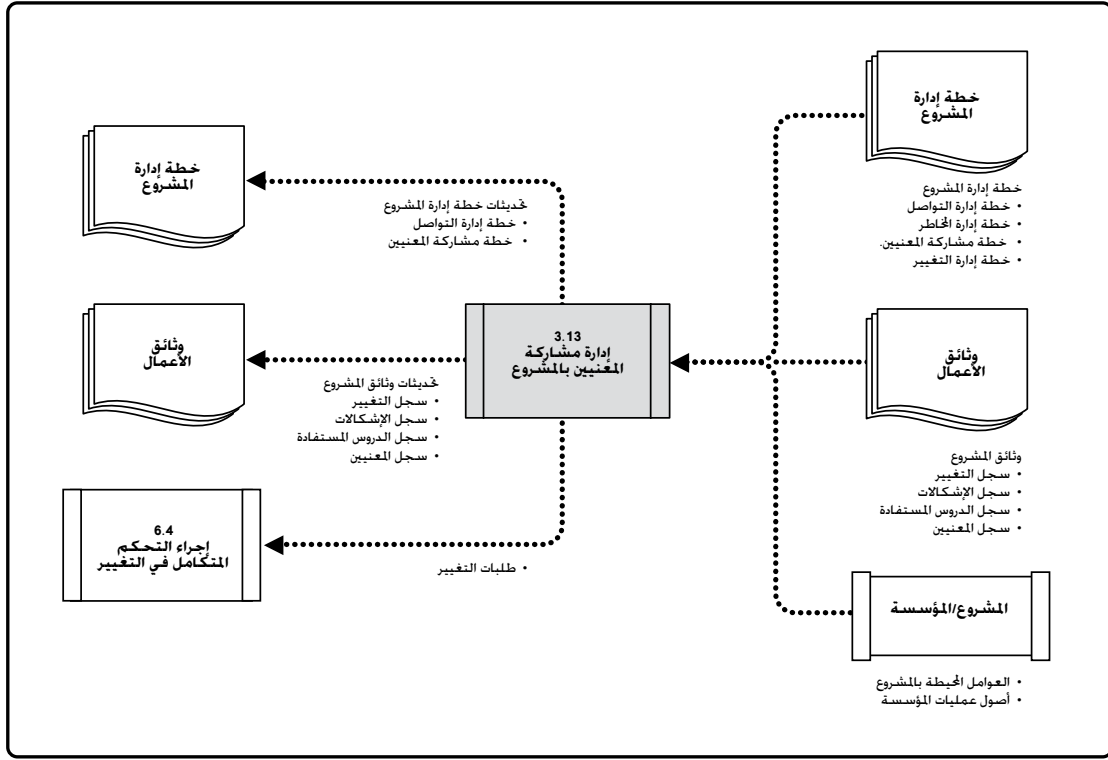 خطة إدارة
المشروع
خطة إدارة المشروع
• خطة إدارة التواصل
• خطة إدارة المخاطر
• خطة مشاركة المعنيين.
• خطة إدارة التغيير
وثائق
الأعمال
وثائق المشروع
• سجل التغيير
• سجل الإشكالات
• سجل الدروس المستفادة
• سجل المعنيين
المشروع/المؤسسة
• العوامل المحيطة بالمشروع
• أصول عمليات المؤسسة
3.13
إدارة مشاركة
المعنيين بالمشروع
خطة إدارة
المشروع
تحديثات خطة إدارة المشروع
• خطة إدارة التواصل
• خطة مشاركة المعنيين
وثائق
الأعمال
تحديثات وثائق المشروع
• سجل التغيير
• سجل الإشكالات
• سجل الدروس المستفادة
• سجل المعنيين
6.4
إجراء التحكم
المتكامل في التغيير
• طلبات التغيير